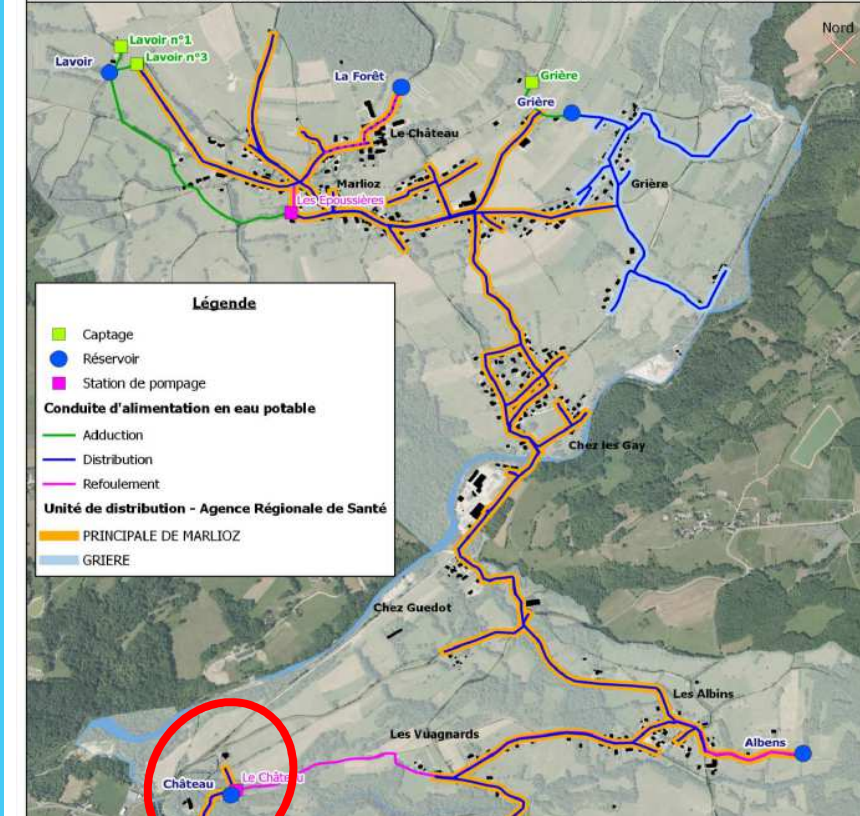 Nord
Lavoir n°1
Lavoir n°3
Lavoir
La Forêt
Grière
Grière
Le Château
Marlioz
Grière
Les Epoussières
Légende
Captage
Réservoir
Station de pompage
Conduite d'alimentation en eau potable
Adduction
Distribution
Refoulement
Unité de distribution - Agence Régionale de Santé
PRINCIPALE DE MARLIOZ
GRIERE
Chez les Gay
Chez Guedot
Les Albins
Les Vuagnards
Albens
Château
Le Château